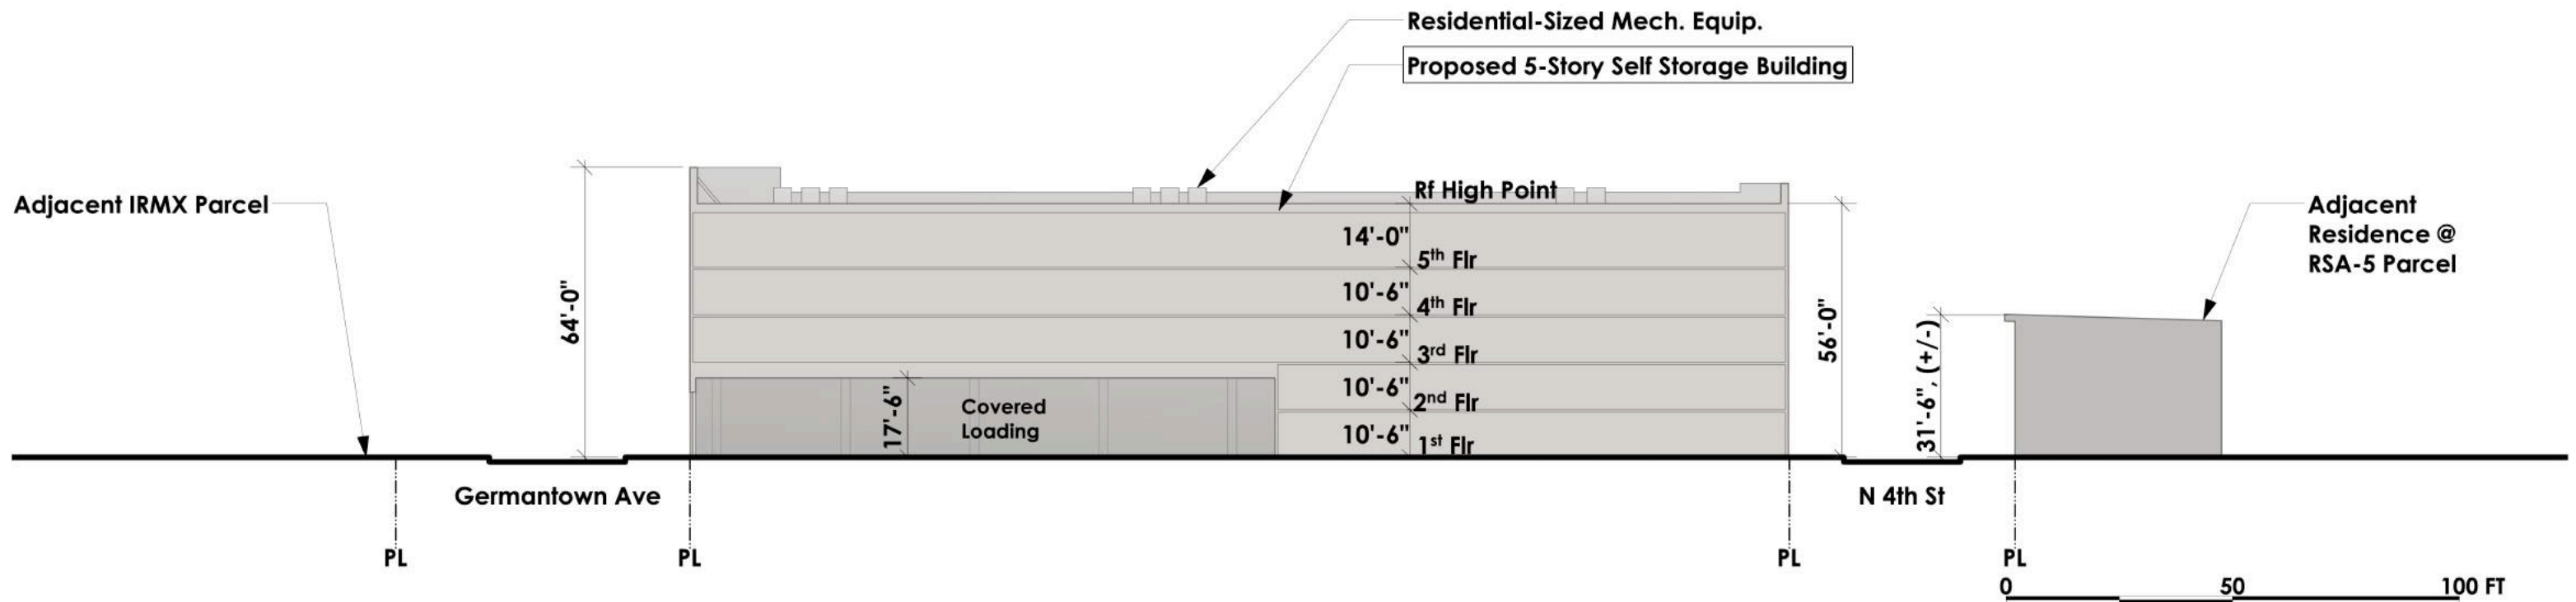 Residential-Sized Mech. Equip.
Proposed 5-Story Self Storage Building
Adjacent IRMX Parcel
Rf High Point
Adjacent
Residence @
RSA-5 Parcel
64'-0"
14'-0"
5th Flr
10'-6"
4th Flr
10'-6"
3rd Flr
10'-6"
2nd Flr
10'-6"
1st Flr
17'-6"
Covered
Loading
56'-0"
31'-6", (+/-)
Germantown Ave
N 4th St
PL
PL
PL
PL
0 50 100 FT